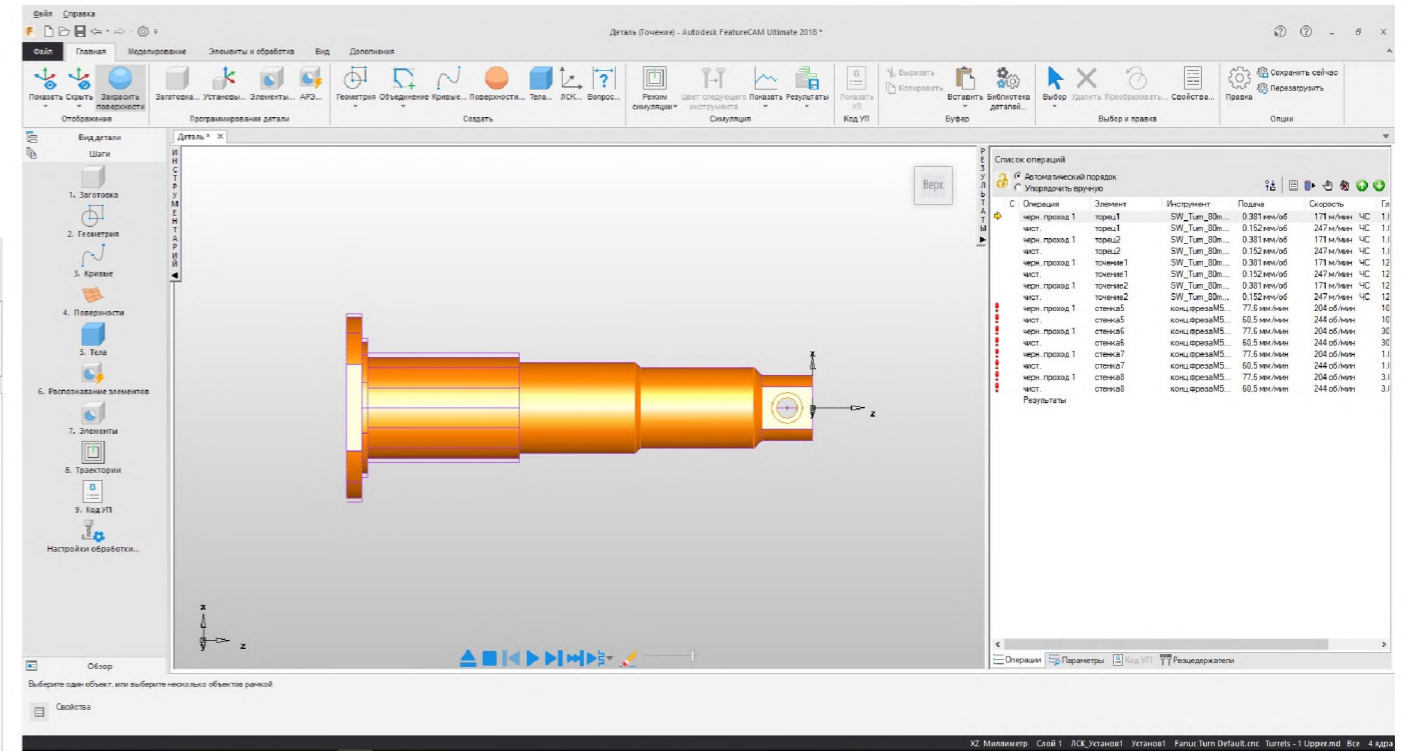 Файл Справка
Деталь (Точение) - Autodesk FeatureCAM Ultimate 2018 *
Файл Главная Моделирование Элементы и обработка Вид Дополнения
Показать Скрыть Закрасить поверхности
Заготовка... Установы... Элементы... АРЭ...
Геометрия Объединение Кривые... Поверхности... Тела... ЛСК... Вопрос...
Режим симуляции Цвет следующего инструмента Показать Результаты
Показать УП
Вырезать
Копировать
Вставить Библиотека деталей...
Выбор Удалить Преобразовать... Свойства...
Правка
Сохранить сейчас
Перезагрузить
Отображение Программирование детали Создать Симуляция Код УП Буфер Выбор и правка Опции
Вид детали
Шаги
1. Заготовка
2. Геометрия
3. Кривые
4. Поверхности
5. Тела
6. Распознавание элементов
7. Элементы
8. Траектории
9. Код УП
Настройки обработки...
Обзор
Деталь *
ИНСТРУМЕНТАРИЙ
Верх
x
y
z
x
y
z
РЕЗУЛЬТАТЫ
Список операций
Автоматический порядок
Упорядочить вручную
С Операция Элемент Инструмент Подача Скорость
черн. проход 1 торец1 SW_Turn_80m... 0.381 мм/об 171 м/мин ЧС
чист. торец1 SW_Turn_80m... 0.152 мм/об 247 м/мин ЧС
черн. проход 1 торец2 SW_Turn_80m... 0.381 мм/об 171 м/мин ЧС
чист. торец2 SW_Turn_80m... 0.152 мм/об 247 м/мин ЧС
черн. проход 1 точение1 SW_Turn_80m... 0.381 мм/об 171 м/мин ЧС 12
чист. точение1 SW_Turn_80m... 0.152 мм/об 247 м/мин ЧС 12
черн. проход 1 точение2 SW_Turn_80m... 0.381 мм/об 171 м/мин ЧС 12
чист. точение2 SW_Turn_80m... 0.152 мм/об 247 м/мин ЧС 12
черн. проход 1 стенка5 конц.фрезаМ5... 77.6 мм/мин 204 об/мин 10
чист. стенка5 конц.фрезаМ5... 60.5 мм/мин 244 об/мин 10
черн. проход 1 стенка6 конц.фрезаМ5... 77.6 мм/мин 204 об/мин 30
чист. стенка6 конц.фрезаМ5... 60.5 мм/мин 244 об/мин 30
черн. проход 1 стенка7 конц.фрезаМ5... 77.6 мм/мин 204 об/мин
чист. стенка7 конц.фрезаМ5... 60.5 мм/мин 244 об/мин
черн. проход 1 стенка8 конц.фрезаМ5... 77.6 мм/мин 204 об/мин
чист. стенка8 конц.фрезаМ5... 60.5 мм/мин 244 об/мин
Результаты
Операции Параметры Код УП Резцедержатели
Выберите один объект, или выберите несколько объектов рамкой
Свойства
XZ Миллиметр Слой 1 ЛСК_Установ1 Установ1 Fanuc Turn Default.cnc Turrets - 1 Upper.md Все 4 ядра